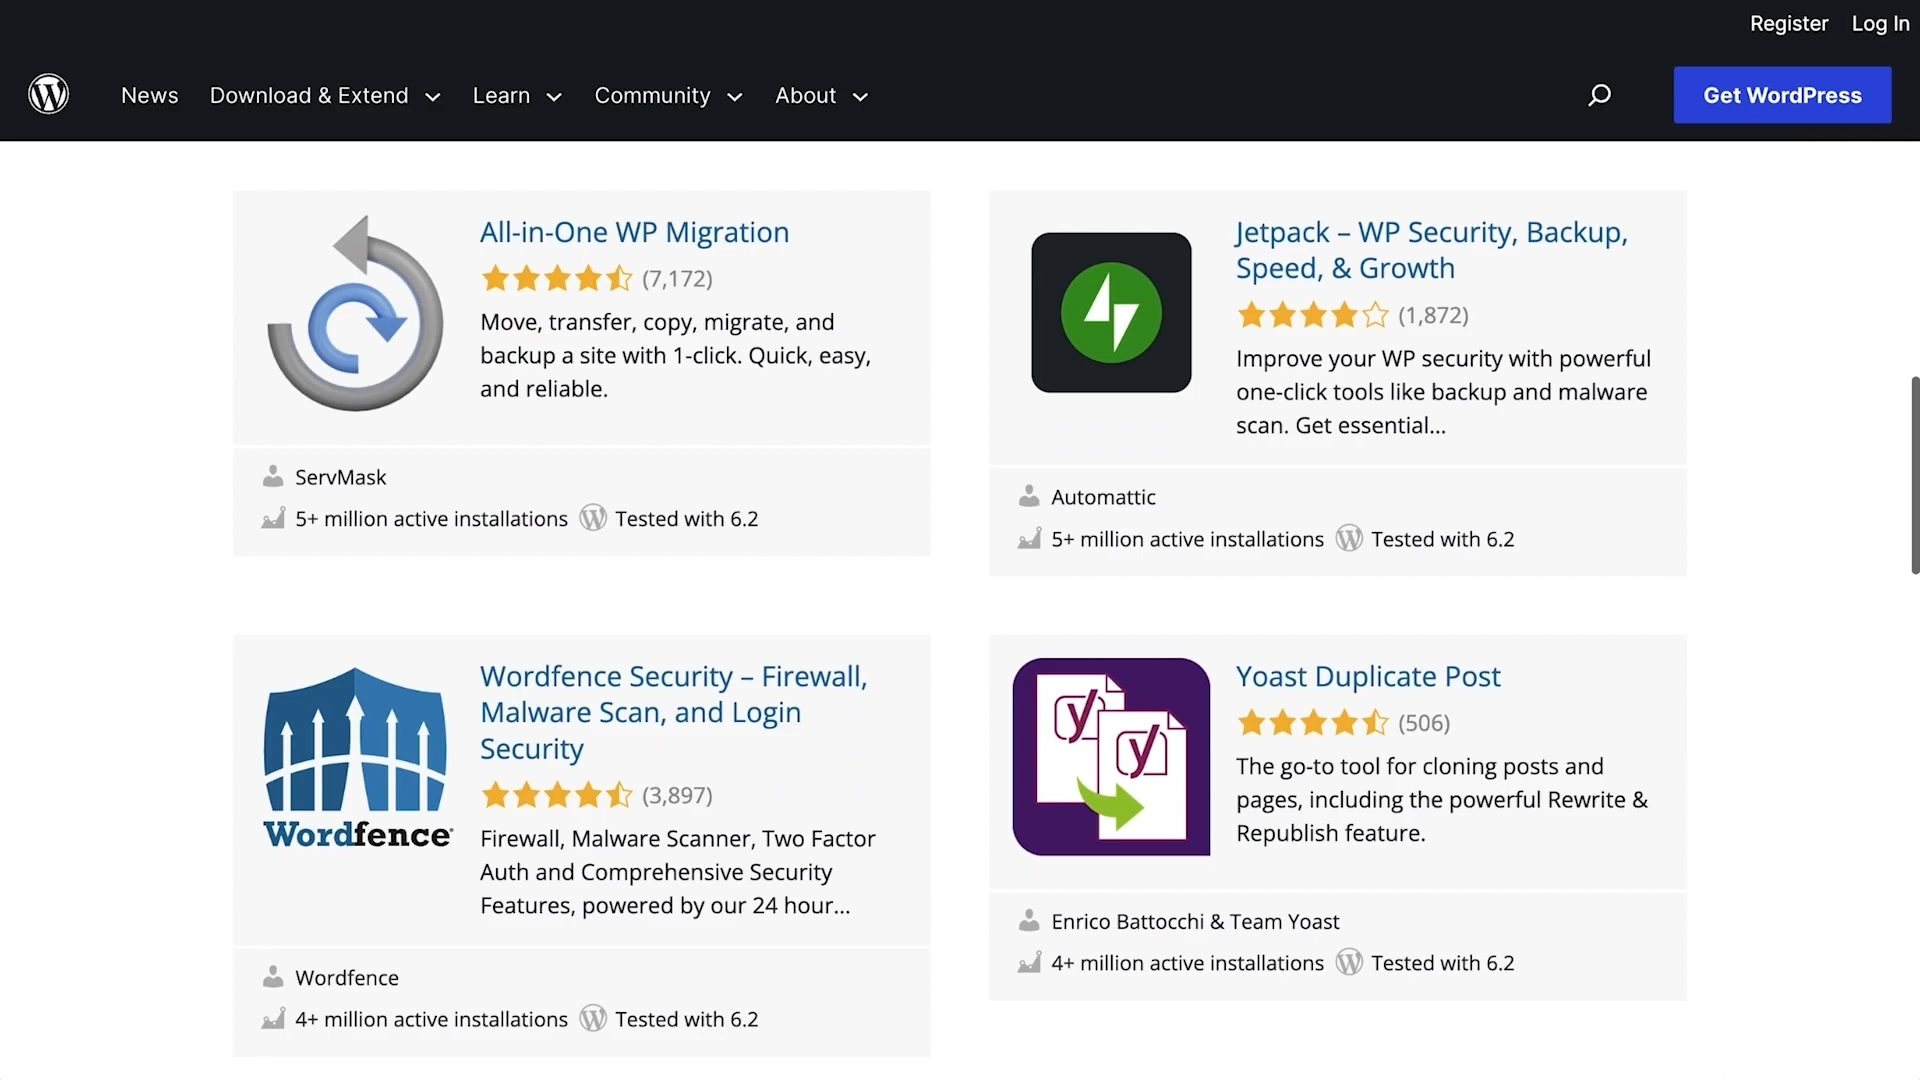 Register Log In
News Download & Extend Learn Community About Get WordPress
All-in-One WP Migration
(7,172)
Move, transfer, copy, migrate, and
backup a site with 1-click. Quick, easy,
and reliable.
ServMask
5+ million active installations Tested with 6.2
Jetpack – WP Security, Backup,
Speed, & Growth
(1,872)
Improve your WP security with powerful
one-click tools like backup and malware
scan. Get essential...
Automattic
5+ million active installations Tested with 6.2
Wordfence
Wordfence Security – Firewall,
Malware Scan, and Login
Security
(3,897)
Firewall, Malware Scanner, Two Factor
Auth and Comprehensive Security
Features, powered by our 24 hour...
Wordfence
4+ million active installations Tested with 6.2
Yoast Duplicate Post
(506)
The go-to tool for cloning posts and
pages, including the powerful Rewrite &
Republish feature.
Enrico Battocchi & Team Yoast
4+ million active installations Tested with 6.2